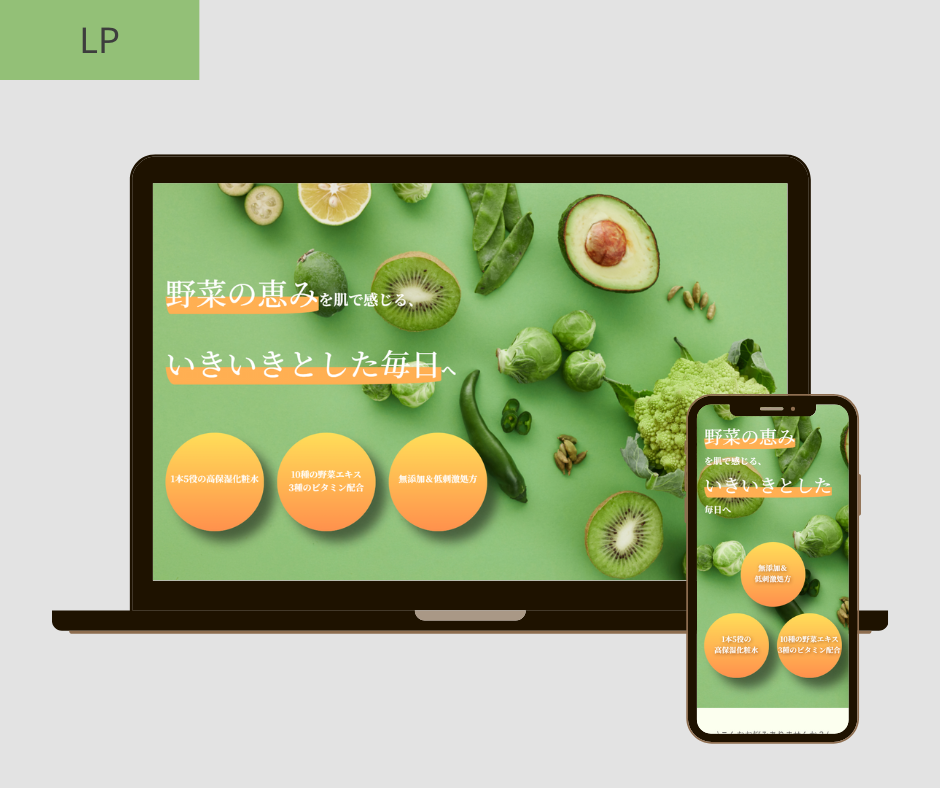 LP
野菜の恵みを肌で感じる、
いきいきとした毎日へ
1本5役の高保湿化粧水
10種の野菜エキス
3種のビタミン配合
無添加&低刺激処方
野菜の恵み
を肌で感じる、
いきいきとした
毎日へ
無添加&
低刺激処方
1本5役の
高保湿化粧水
10種の野菜エキス
3種のビタミン配合